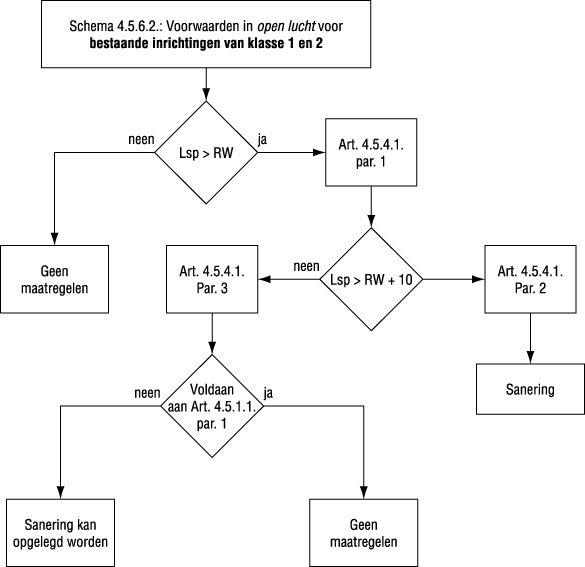 Schema 4.5.6.2.: Voorwaarden in open lucht voor
bestaande inrichtingen van klasse 1 en 2
neen
ja
Lsp > RW
Art. 4.5.4.1.
par. 1
Geen
maatregelen
Art. 4.5.4.1.
Par. 3
neen
Lsp > RW + 10
Art. 4.5.4.1.
Par. 2
Sanering
neen
Voldaan
aan Art. 4.5.1.1.
par. 1
ja
Sanering kan
opgelegd worden
Geen
maatregelen